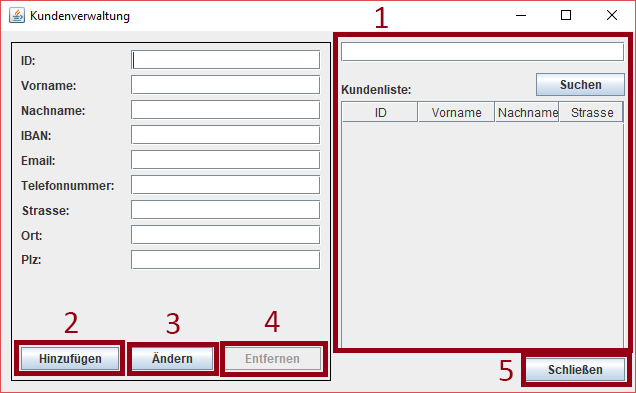 Kundenverwaltung
1
ID:
Vorname:
Nachname:
IBAN:
Email:
Telefonnummer:
Strasse:
Ort:
Plz:
Suchen
Kundenliste:
ID Vorname Nachname Strasse
2 3 4
Hinzufügen Ändern Entfernen
5 Schließen